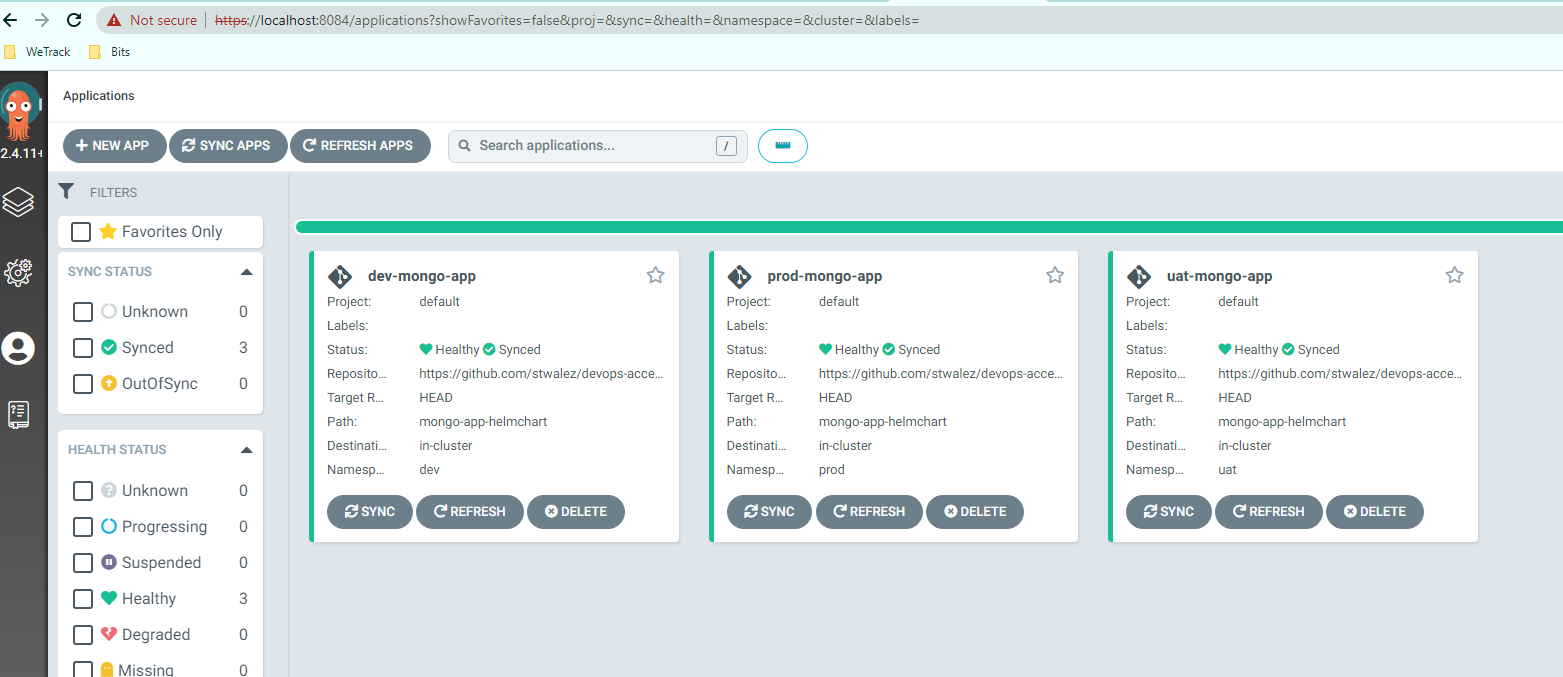 Not secure https://localhost:8084/applications?showFavorites=false&proj=&sync=&health=&namespace=&cluster=&labels=
WeTrack Bits
Applications
2.4.11+
NEW APP SYNC APPS REFRESH APPS Search applications... /
FILTERS
Favorites Only
SYNC STATUS
Unknown 0
Synced 3
OutOfSync 0
HEALTH STATUS
Unknown 0
Progressing 0
Suspended 0
Healthy 3
Degraded 0
Missing 0
dev-mongo-app
Project: default
Labels:
Status: Healthy Synced
Reposito... https://github.com/stwalez/devops-acce...
Target R... HEAD
Path: mongo-app-helmchart
Destinati... in-cluster
Namesp... dev
SYNC REFRESH DELETE
prod-mongo-app
Project: default
Labels:
Status: Healthy Synced
Reposito... https://github.com/stwalez/devops-acce...
Target R... HEAD
Path: mongo-app-helmchart
Destinati... in-cluster
Namesp... prod
SYNC REFRESH DELETE
uat-mongo-app
Project: default
Labels:
Status: Healthy Synced
Reposito... https://github.com/stwalez/devops-acce...
Target R... HEAD
Path: mongo-app-helmchart
Destinati... in-cluster
Namesp... uat
SYNC REFRESH DELETE